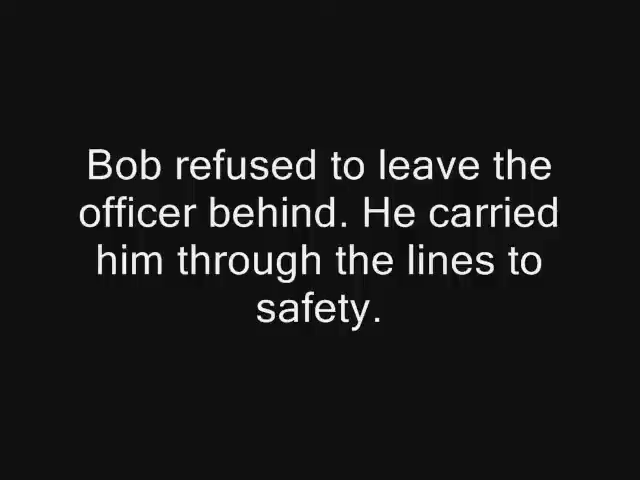 Bob refused to leave the
officer behind. He carried
him through the lines to
safety.